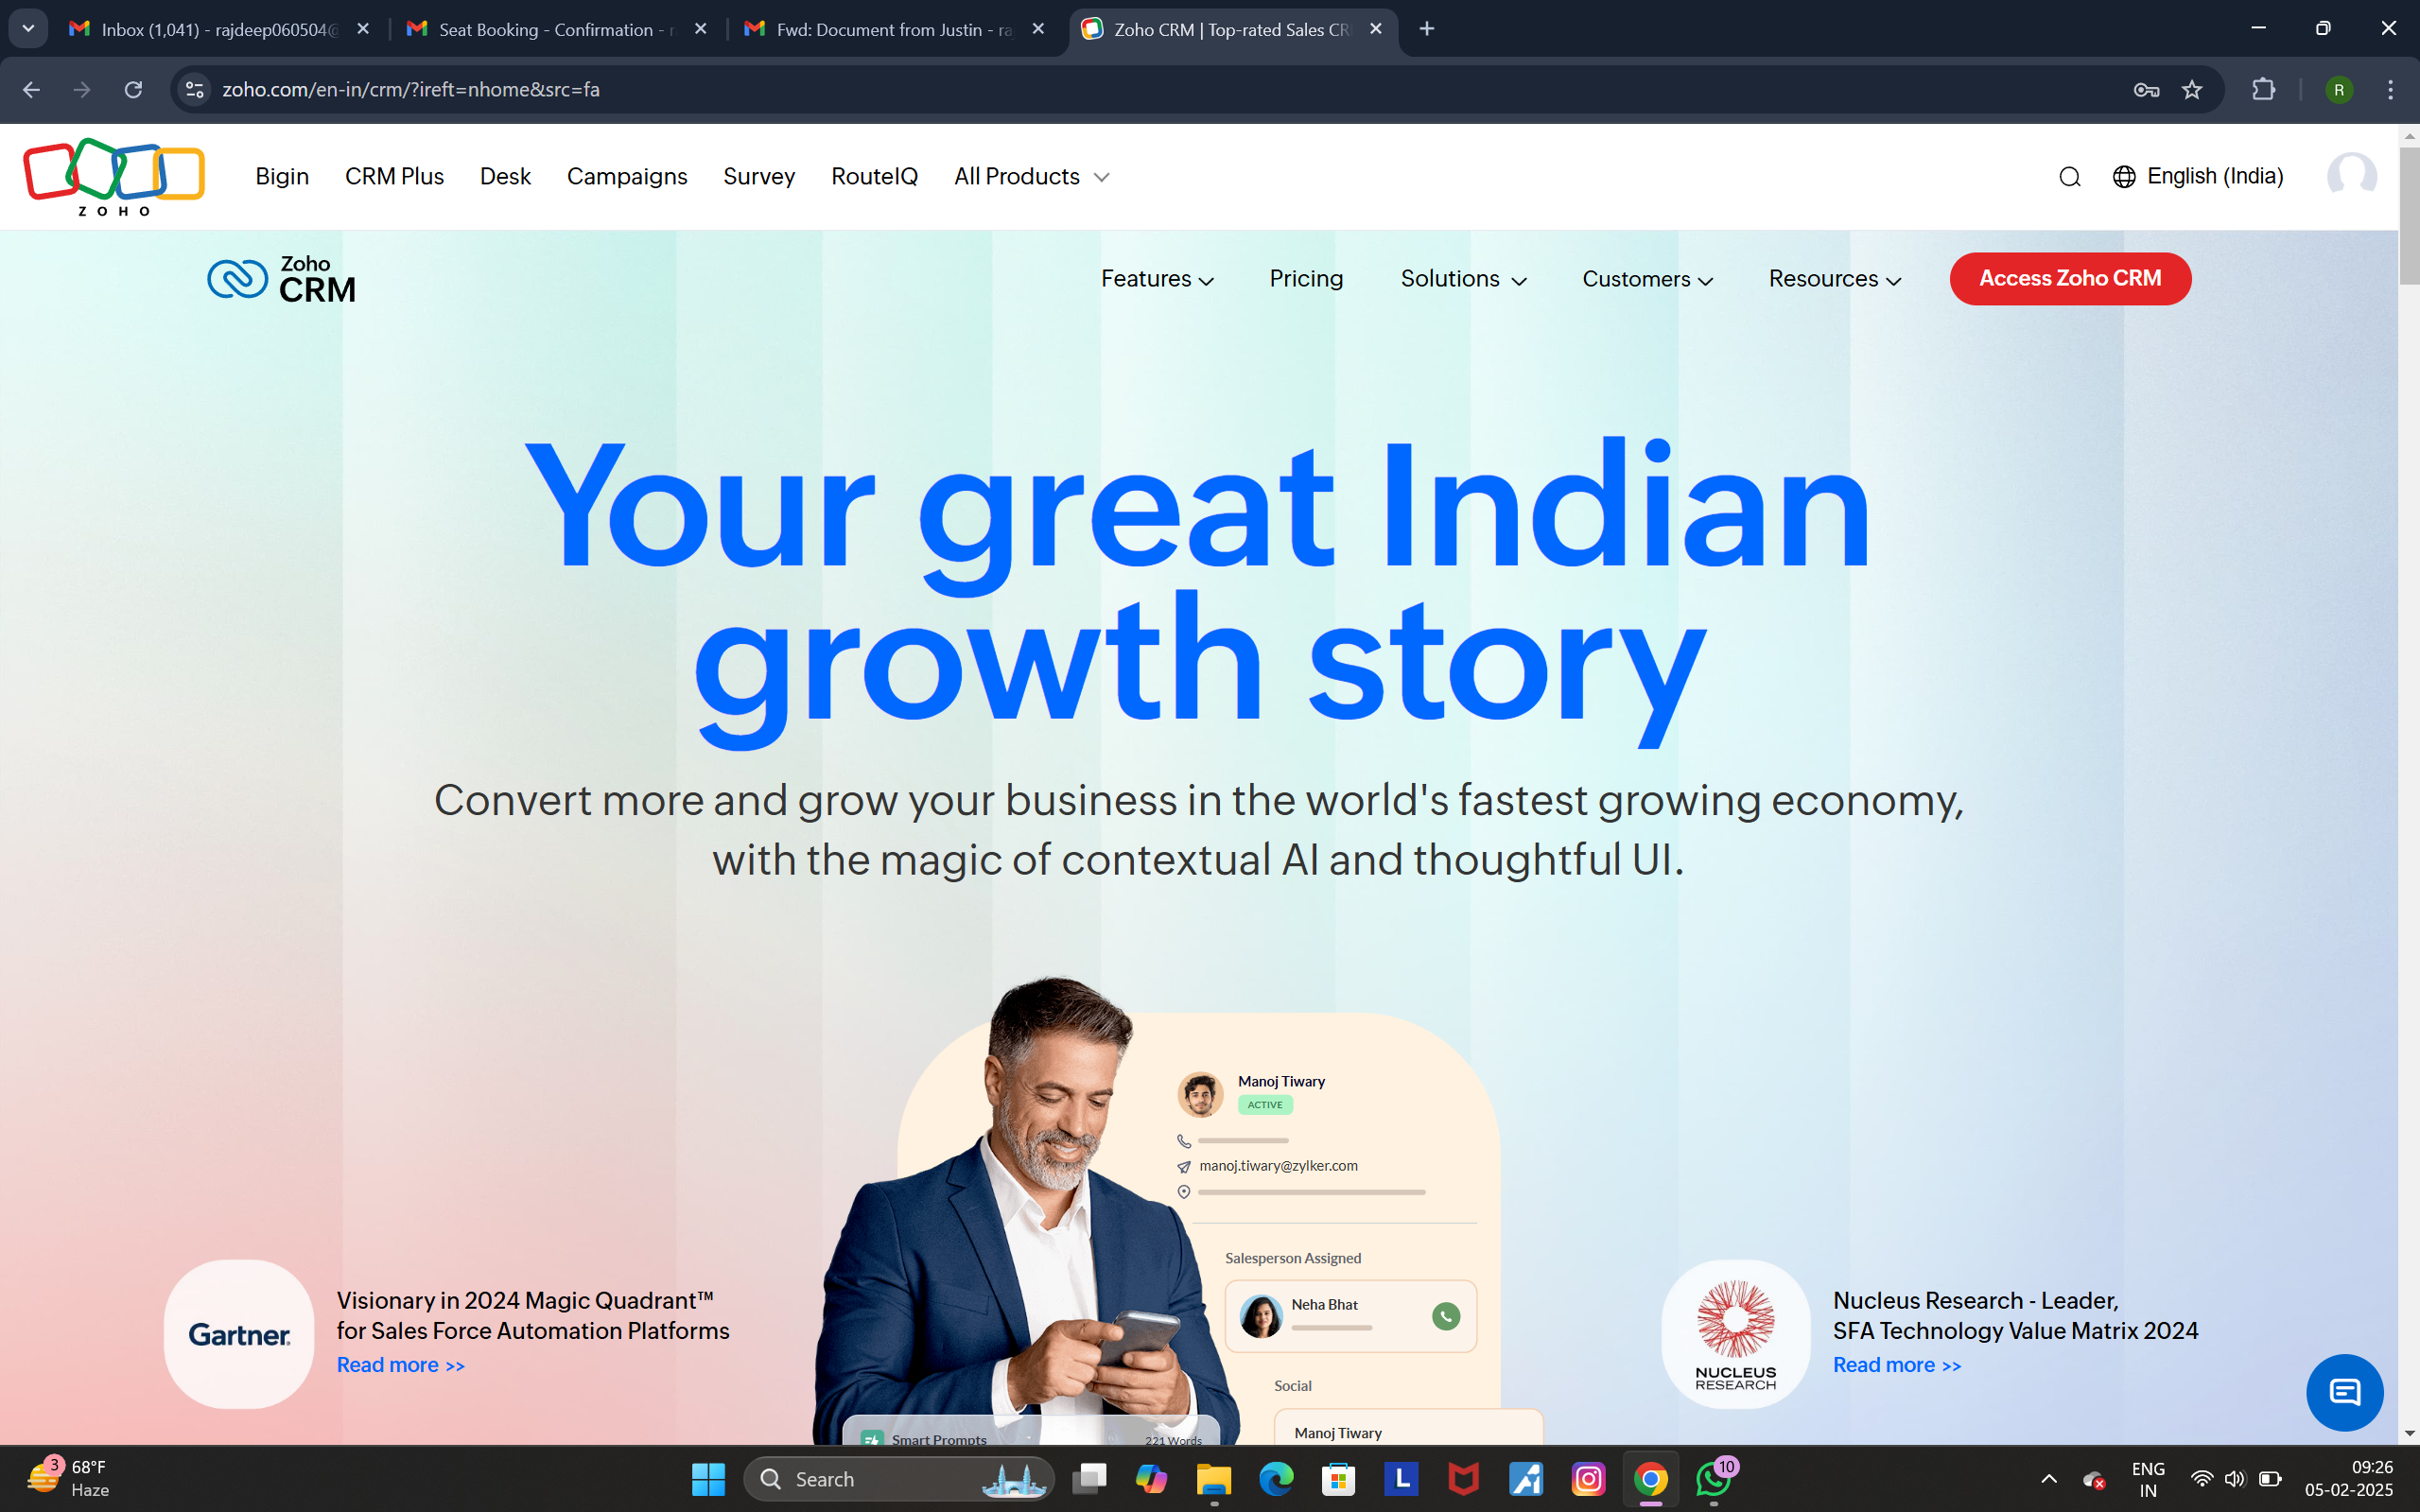 Inbox (1,041) - rajdeep060504@
Seat Booking - Confirmation - r
Fwd: Document from Justin - ra
Zoho CRM | Top-rated Sales CR
zoho.com/en-in/crm/?ireft=nhome&src=fa
R
ZOHO
Bigin
CRM Plus
Desk
Campaigns
Survey
RouteIQ
All Products
English (India)
Zoho
CRM
Features
Pricing
Solutions
Customers
Resources
Access Zoho CRM
Your great Indian
growth story
Convert more and grow your business in the world's fastest growing economy,
with the magic of contextual AI and thoughtful UI.
Manoj Tiwary
ACTIVE
manoj.tiwary@zylker.com
Salesperson Assigned
Neha Bhat
Social
Manoj Tiwary
Smart Prompts
221 Words
Gartner.
Visionary in 2024 Magic Quadrant™
for Sales Force Automation Platforms
Read more >>
NUCLEUS
RESEARCH
Nucleus Research - Leader,
SFA Technology Value Matrix 2024
Read more >>
3
68°F
Haze
Search
L
10
ENG
IN
09:26
05-02-2025